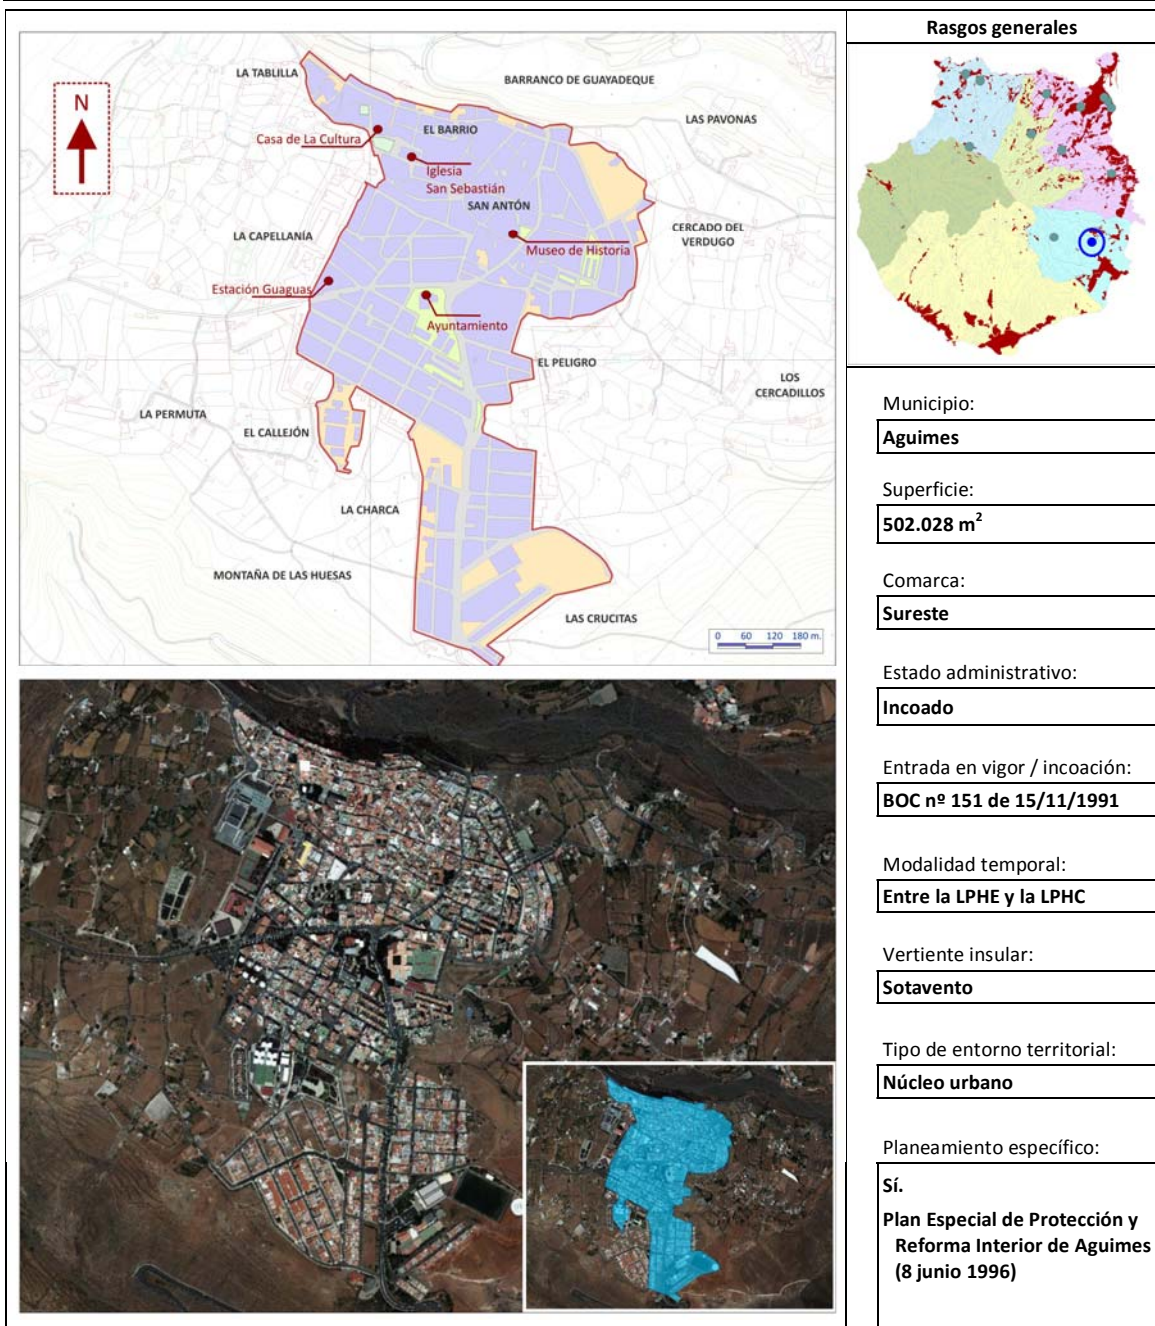 Rasgos generales
N
LA TABLILLA
BARRANCO DE GUAYADEQUE
LAS PAVONAS
Casa de La Cultura
EL BARRIO
Iglesia
San Sebastián
SAN ANTÓN
CERCADO DEL
VERDUGO
LA CAPELLANÍA
Museo de Historia
Estación Guaguas
Ayuntamiento
EL PELIGRO
LOS
CERCADILLOS
LA PERMUTA
EL CALLEJÓN
LA CHARCA
MONTAÑA DE LAS HUESAS
LAS CRUCITAS
0 60 120 180 m.
Municipio:
Aguimes
Superficie:
502.028 m²
Comarca:
Sureste
Estado administrativo:
Incoado
Entrada en vigor / incoación:
BOC nº 151 de 15/11/1991
Modalidad temporal:
Entre la LPHE y la LPHC
Vertiente insular:
Sotavento
Tipo de entorno territorial:
Núcleo urbano
Planeamiento específico:
Sí.
Plan Especial de Protección y
Reforma Interior de Aguimes
(8 junio 1996)